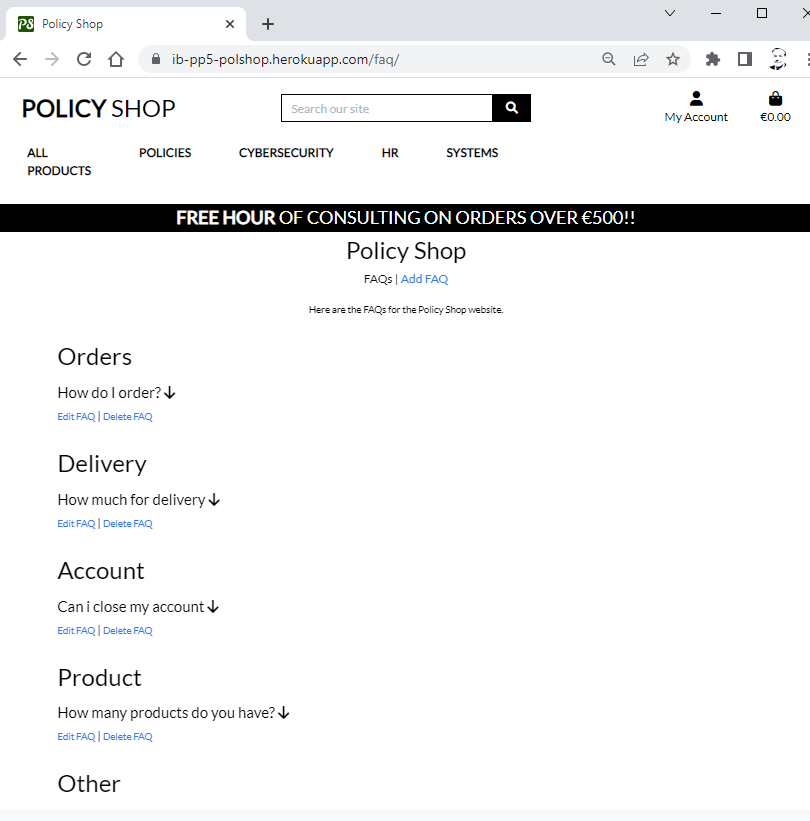 Policy Shop
ib-pp5-polshop.herokuapp.com/faq/
POLICY SHOP
Search our site
My Account
€0.00
ALL PRODUCTS
POLICIES
CYBERSECURITY
HR
SYSTEMS
FREE HOUR OF CONSULTING ON ORDERS OVER €500!!
Policy Shop
FAQs | Add FAQ
Here are the FAQs for the Policy Shop website.
Orders
How do I order?
Edit FAQ | Delete FAQ
Delivery
How much for delivery
Edit FAQ | Delete FAQ
Account
Can i close my account
Edit FAQ | Delete FAQ
Product
How many products do you have?
Edit FAQ | Delete FAQ
Other